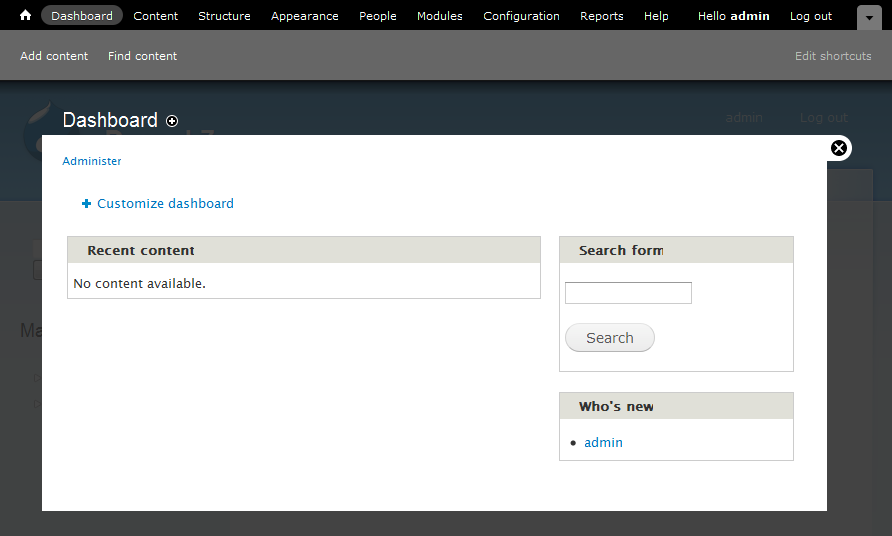 Dashboard Content Structure Appearance People Modules Configuration Reports Help Hello admin Log out
Add content Find content Edit shortcuts
admin Log out
Dashboard
Administer
Customize dashboard
Recent content
No content available.
Search form
Search
Who's new
admin